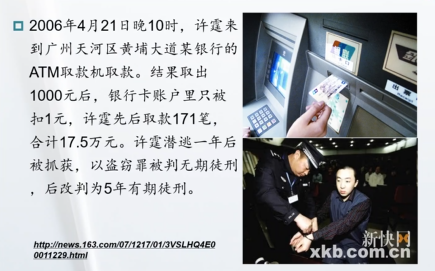 2006年4月21日晚10时，许霆来
到广州天河区黄埔大道某银行的
ATM取款机取款。结果取出
1000元后，银行卡账户里只被
扣1元，许霆先后取款171笔，
合计17.5万元。许霆潜逃一年后
被抓获，以盗窃罪被判无期徒刑
，后改判为5年有期徒刑。
http://news.163.com/07/1217/01/3VSLHQ4E0
0011229.html
新快网
xkb.com.cn